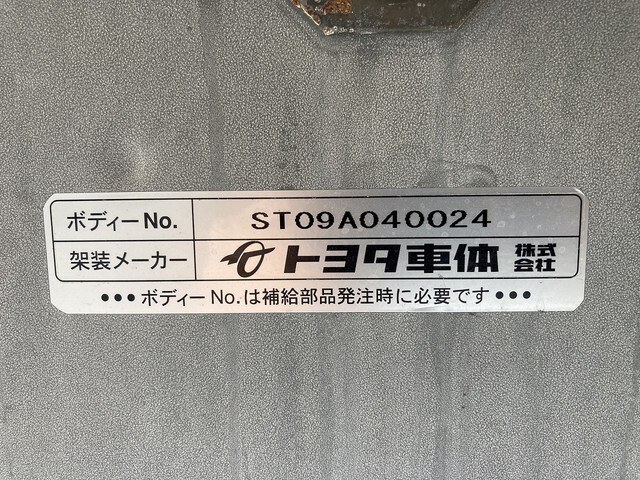 ボディーNo. ST09A040024
架装メーカー トヨタ車体 株式会社
•••ボディーNo.は補給部品発注時に必要です•••